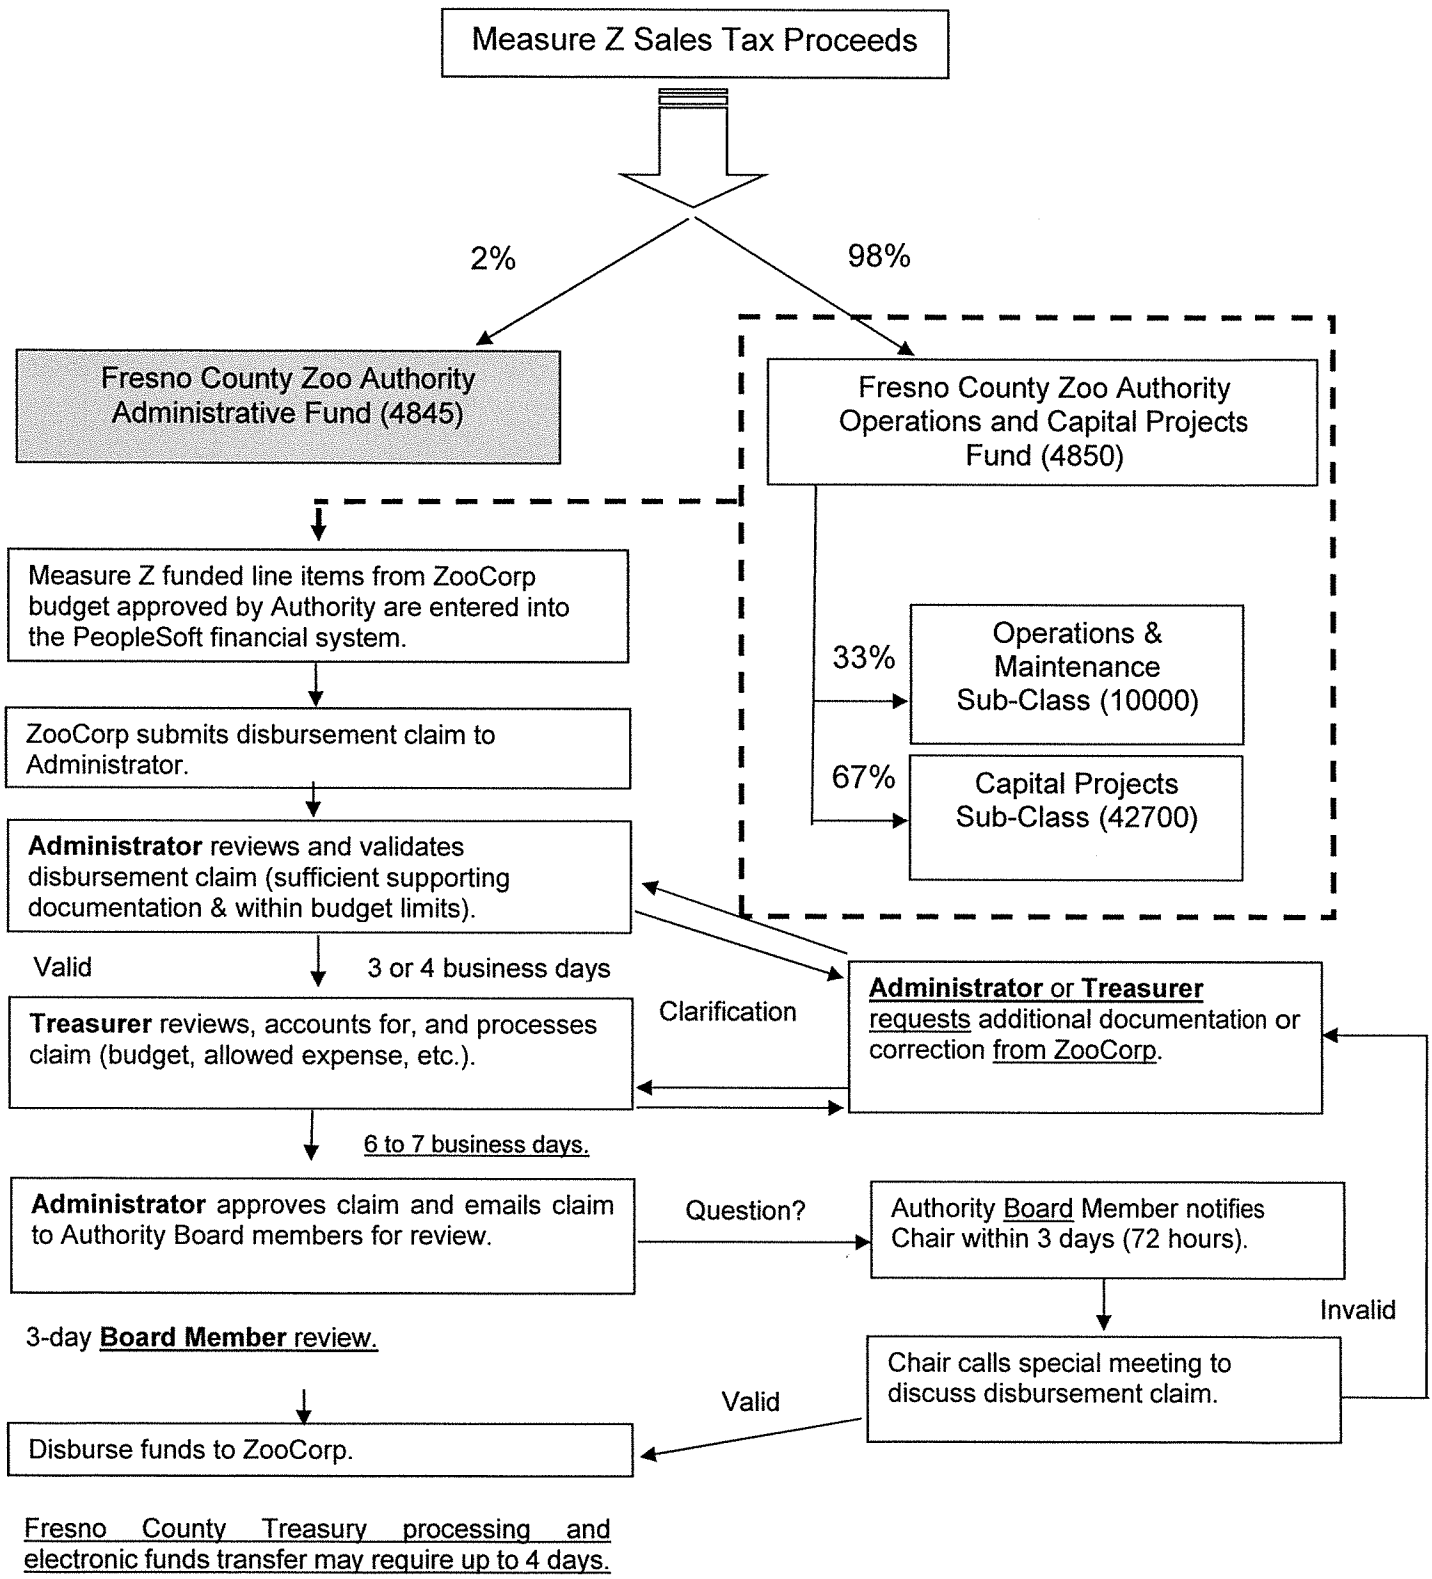 Measure Z Sales Tax Proceeds
2%
98%
Fresno County Zoo Authority
Administrative Fund (4845)
Fresno County Zoo Authority
Operations and Capital Projects
Fund (4850)
Measure Z funded line items from ZooCorp
budget approved by Authority are entered into
the PeopleSoft financial system.
33%
Operations &
Maintenance
Sub-Class (10000)
67%
Capital Projects
Sub-Class (42700)
ZooCorp submits disbursement claim to
Administrator.
Administrator reviews and validates
disbursement claim (sufficient supporting
documentation & within budget limits).
Valid
3 or 4 business days
Clarification
Administrator or Treasurer
requests additional documentation or
correction from ZooCorp.
Treasurer reviews, accounts for, and processes
claim (budget, allowed expense, etc.).
6 to 7 business days.
Administrator approves claim and emails claim
to Authority Board members for review.
Question?
Authority Board Member notifies
Chair within 3 days (72 hours).
Invalid
3-day Board Member review.
Chair calls special meeting to
discuss disbursement claim.
Valid
Disburse funds to ZooCorp.
Fresno County Treasury processing and
electronic funds transfer may require up to 4 days.